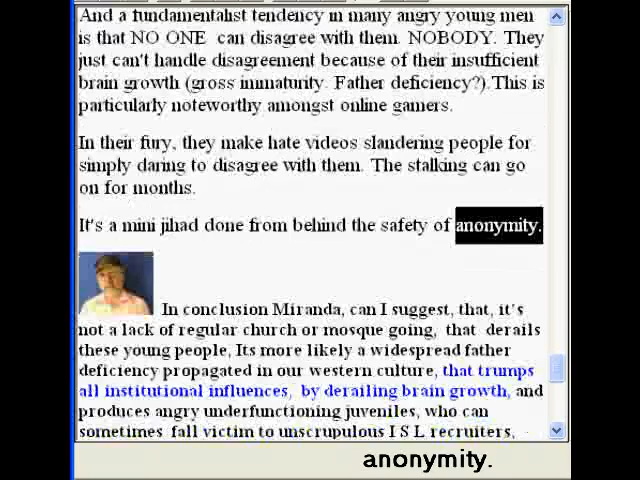 And a fundamentalist tendency in many angry young men
is that NO ONE can disagree with them. NOBODY. They
just can't handle disagreement because of their insufficient
brain growth (gross immaturity. Father deficiency?).This is
particularly noteworthy amongst online gamers.
In their fury, they make hate videos slandering people for
simply daring to disagree with them. The stalking can go
on for months.
It's a mini jihad done from behind the safety of anonymity.
In conclusion Miranda, can I suggest, that, it's
not a lack of regular church or mosque going, that derails
these young people, Its more likely a widespread father
deficiency propagated in our western culture, that trumps
all institutional influences, by derailing brain growth, and
produces angry underfunctioning juveniles, who can
sometimes fall victim to unscrupulous I S L recruiters,
anonymity.